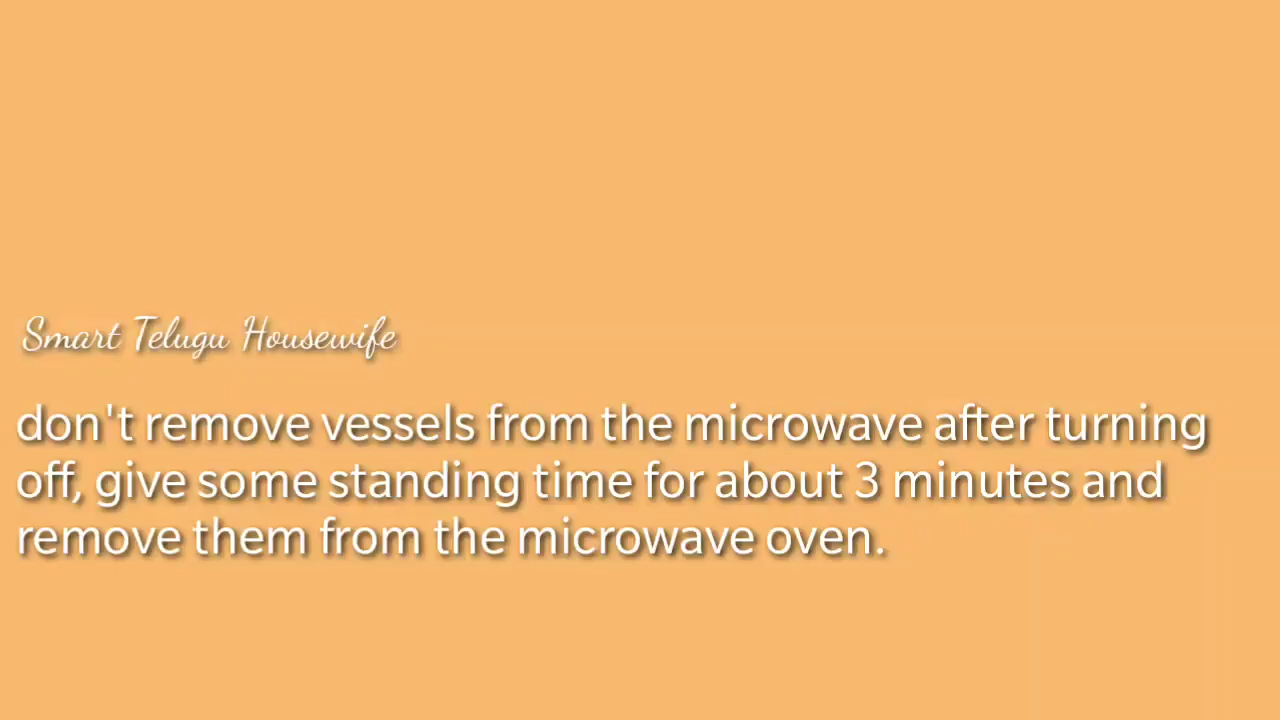 Smart Telugu Housewife
don't remove vessels from the microwave after turning
off, give some standing time for about 3 minutes and
remove them from the microwave oven.